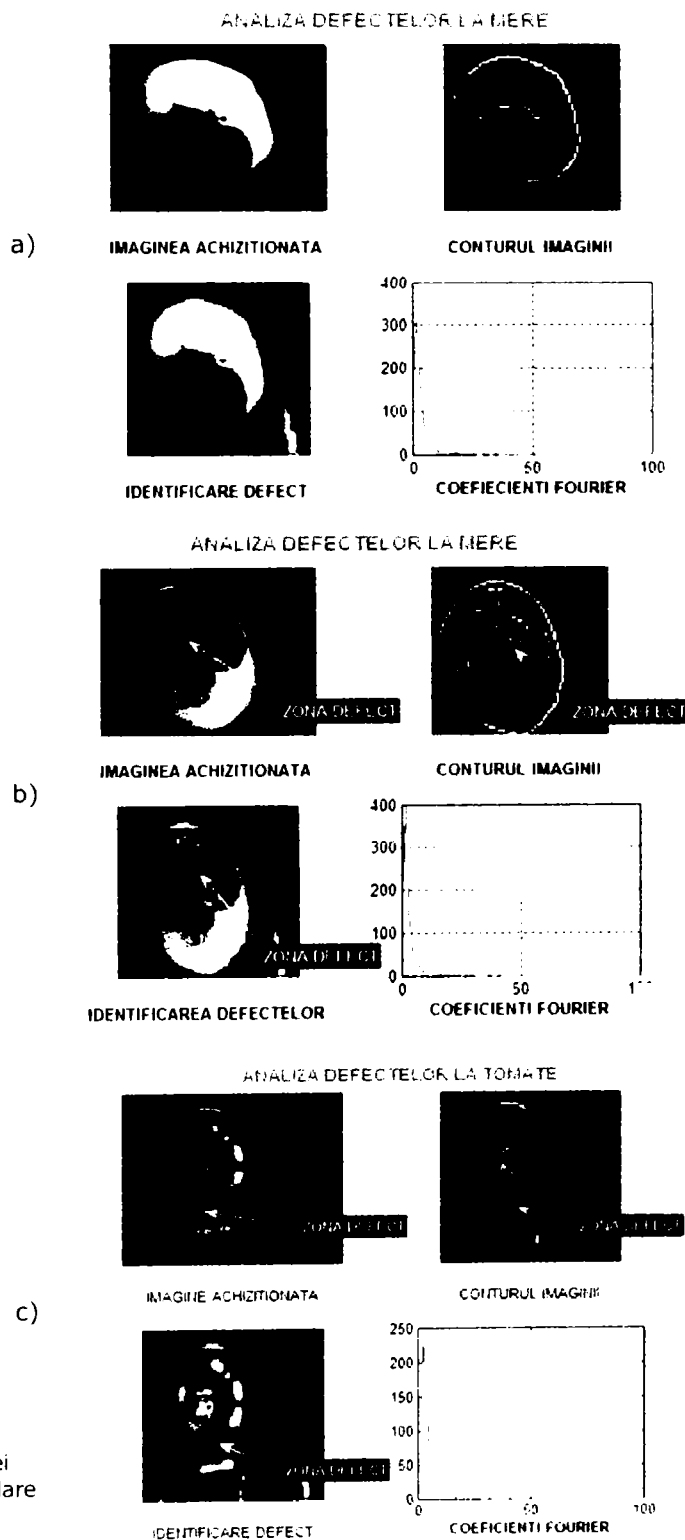 ANALIZA DEFECTELOR LA MERE
IMAGINEA ACHIZITIONATA
CONTURUL IMAGINII
a)
400
300
200
100
0
0 50 100
IDENTIFICARE DEFECT
COEFIECIENTI FOURIER
ANALIZA DEFECTELOR LA MERE
ZONA DEFECT
ZONA DEFECT
IMAGINEA ACHIZITIONATA
CONTURUL IMAGINII
b)
400
300
200
100
0
0 50
ZONA DEFECT
IDENTIFICAREA DEFECTELOR
COEFICIENTI FOURIER
ANALIZA DEFECTELOR LA TOMATE
ZONA DEFECT
ZONA DEFECT
IMAGINE ACHIZITIONATA
CONTURUL IMAGINII
c)
250
200
150
100
50
0
0 50 100
ZONA DEFECT
ei
lare
IDENTIFICARE DEFECT
COEFICIENTI FOURIER